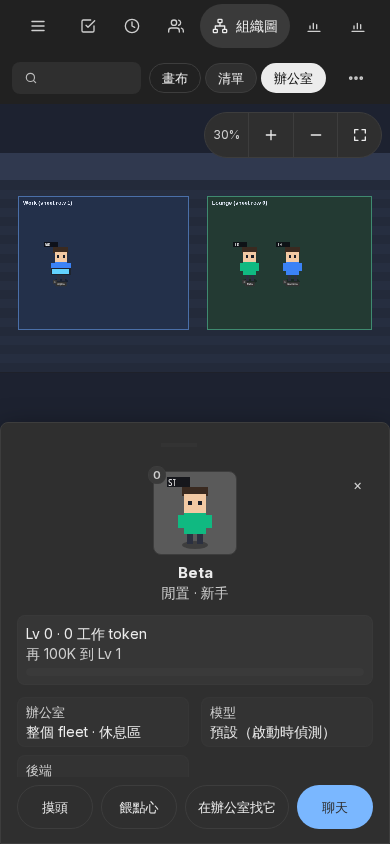 組織圖
畫布
清單
辦公室
30%
Lounge
0
ST
Beta
閒置 · 新手
Lv 0 · 0 工作 token
再 100K 到 Lv 1
辦公室
整個 fleet · 休息區
模型
預設（啟動時偵測）
後端
摸頭
餵點心
在辦公室找它
聊天